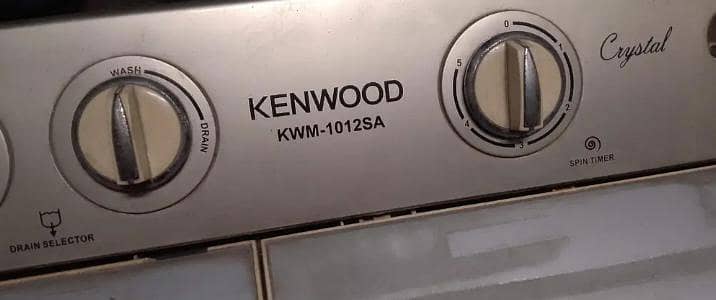 WASH
DRAIN
DRAIN SELECTOR
KENWOOD
KWM-1012SA
0
1
2
3
4
5
SPIN TIMER
Crystal